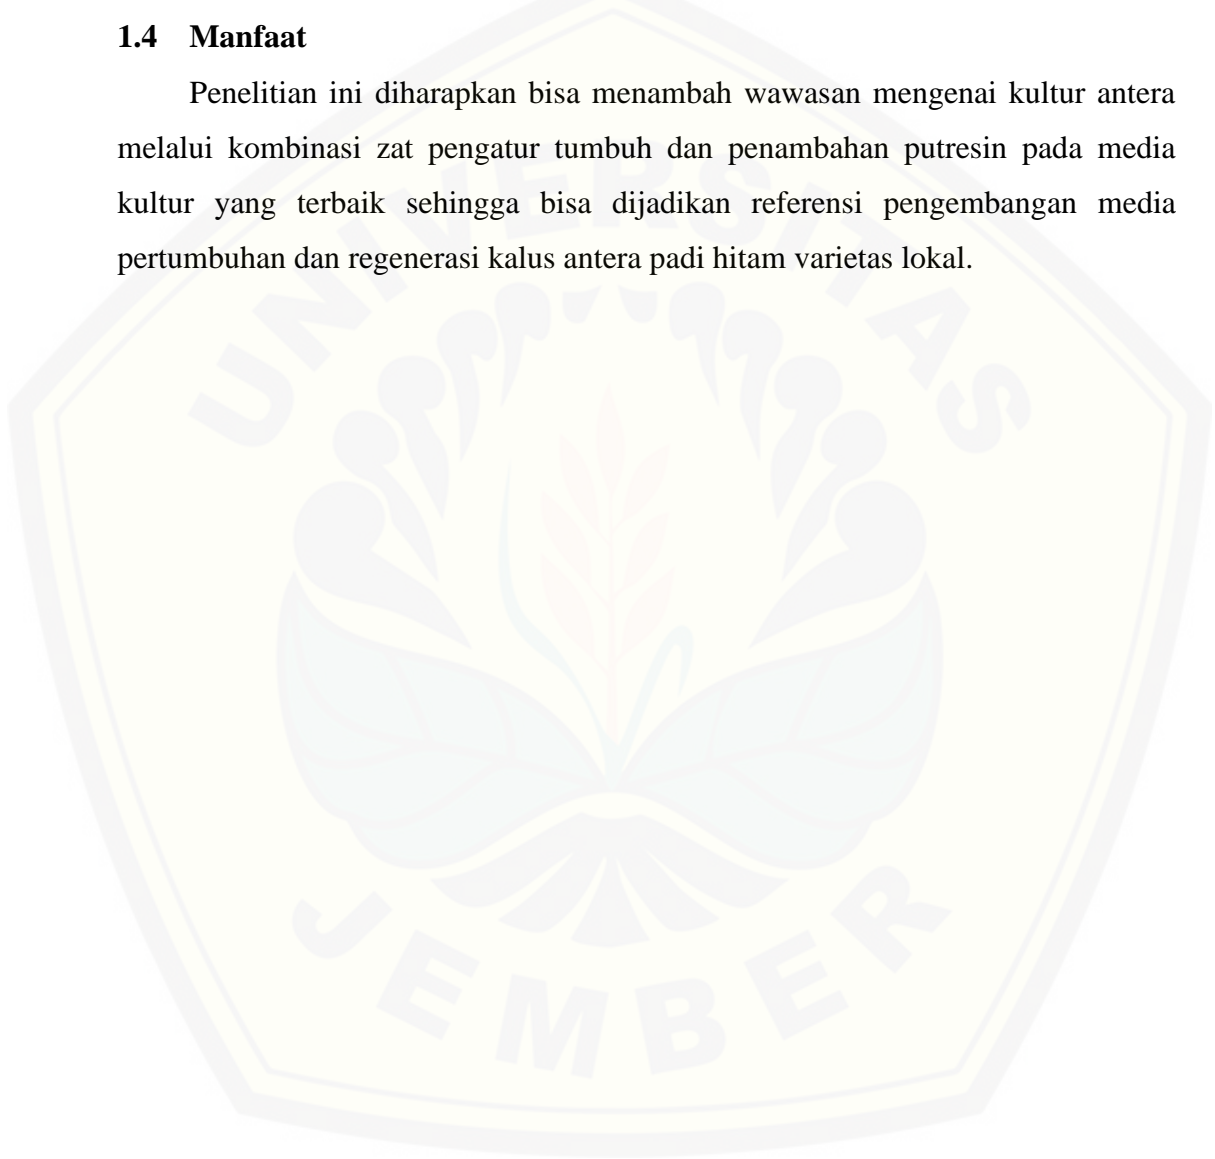 1.4 Manfaat
Penelitian ini diharapkan bisa menambah wawasan mengenai kultur antera
melalui kombinasi zat pengatur tumbuh dan penambahan putresin pada media
kultur yang terbaik sehingga bisa dijadikan referensi pengembangan media
pertumbuhan dan regenerasi kalus antera padi hitam varietas lokal.
UNIVERSITAS
JEMBER